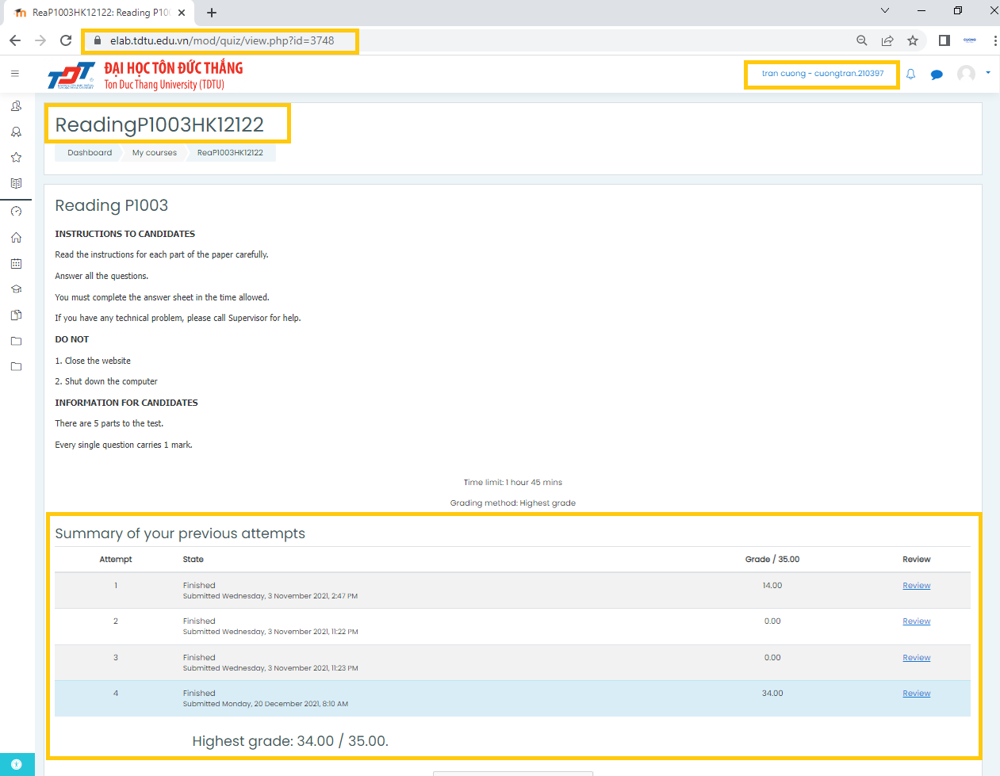 ReaP1003HK12122: Reading P100
elab.tdtu.edu.vn/mod/quiz/view.php?id=3748
CUONG
TDT
ĐẠI HỌC TÔN ĐỨC THẮNG
Ton Duc Thang University (TDTU)
tran cuong - cuongtran.210397
ReadingP1003HK12122
Dashboard
My courses
ReaP1003HK12122
Reading P1003
INSTRUCTIONS TO CANDIDATES
Read the instructions for each part of the paper carefully.
Answer all the questions.
You must complete the answer sheet in the time allowed.
If you have any technical problem, please call Supervisor for help.
DO NOT
1. Close the website
2. Shut down the computer
INFORMATION FOR CANDIDATES
There are 5 parts to the test.
Every single question carries 1 mark.
Time limit: 1 hour 45 mins
Grading method: Highest grade
Summary of your previous attempts
Attempt State Grade / 35.00 Review
1 Finished 14.00 Review
Submitted Wednesday, 3 November 2021, 2:47 PM
2 Finished 0.00 Review
Submitted Wednesday, 3 November 2021, 11:22 PM
3 Finished 0.00 Review
Submitted Wednesday, 3 November 2021, 11:23 PM
4 Finished 34.00 Review
Submitted Monday, 20 December 2021, 8:10 AM
Highest grade: 34.00 / 35.00.